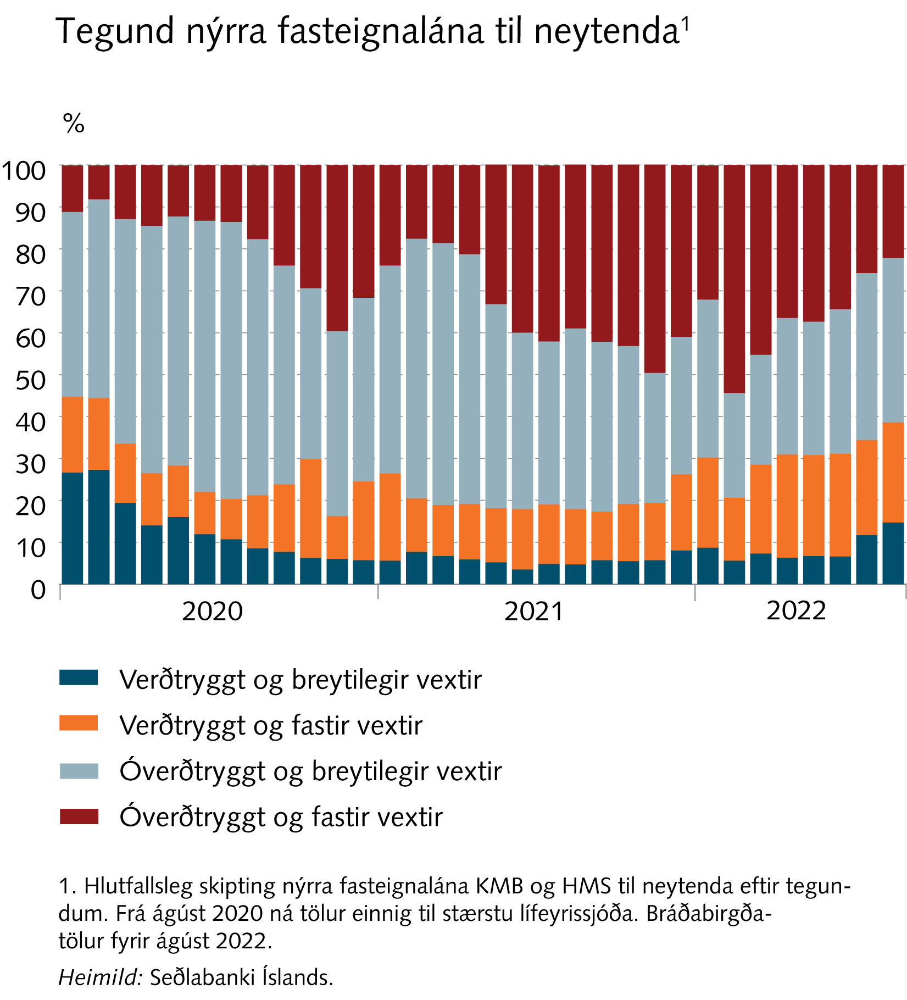 Tegund nýrra fasteignalána til neytenda¹
%
100
90
80
70
60
50
40
30
20
10
0
2020 2021 2022
Verðtryggt og breytilegir vextir
Verðtryggt og fastir vextir
Óverðtryggt og breytilegir vextir
Óverðtryggt og fastir vextir
1. Hlutfallsleg skipting nýrra fasteignalána KMB og HMS til neytenda eftir tegun-
dum. Frá ágúst 2020 ná tölur einnig til stærstu lífeyrissjóða. Bráðabirgða-
tölur fyrir ágúst 2022.
Heimild: Seðlabanki Íslands.